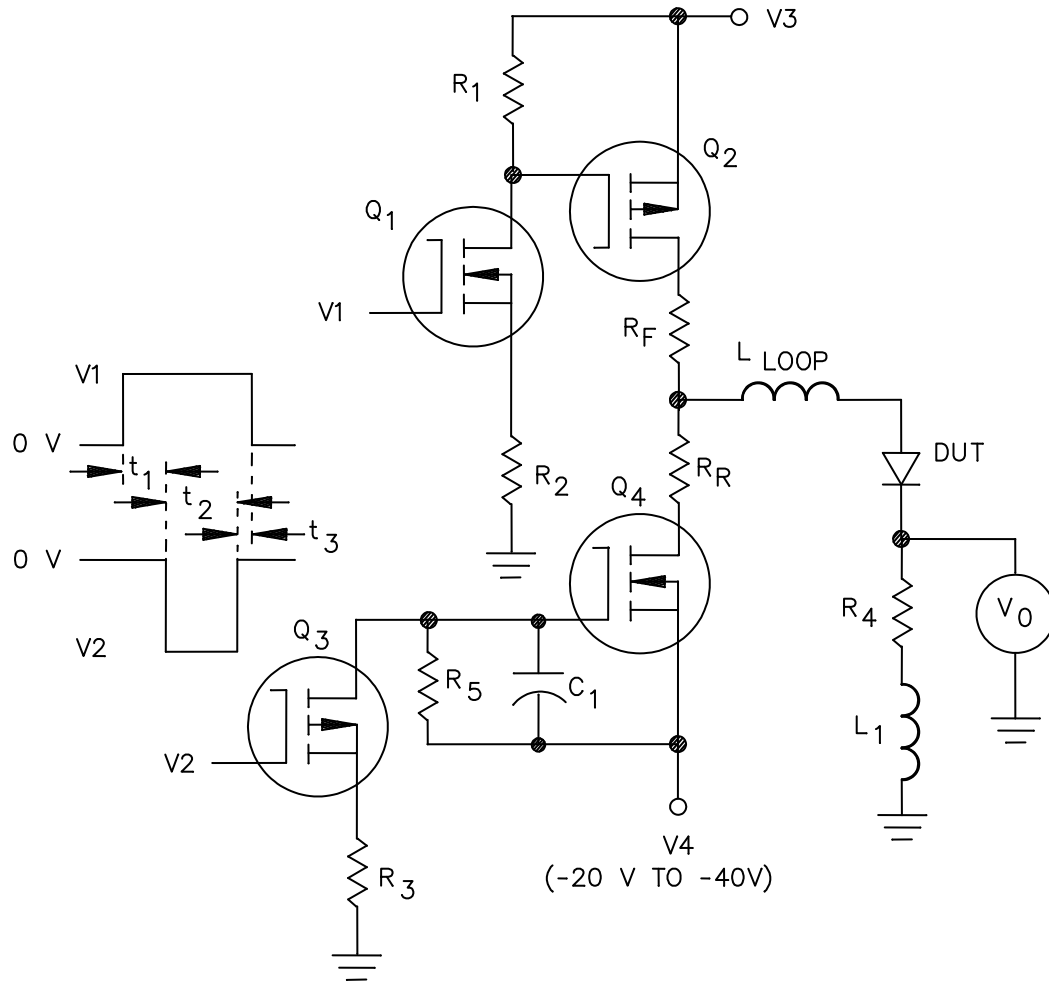 V3
R1
Q2
Q1
V1
RF
L LOOP
V1
0 V
t1
t2
t3
0 V
V2
R2
RR
Q4
DUT
R4
V0
Q3
R5
C1
L1
V2
V4
(-20 V TO -40V)
R3